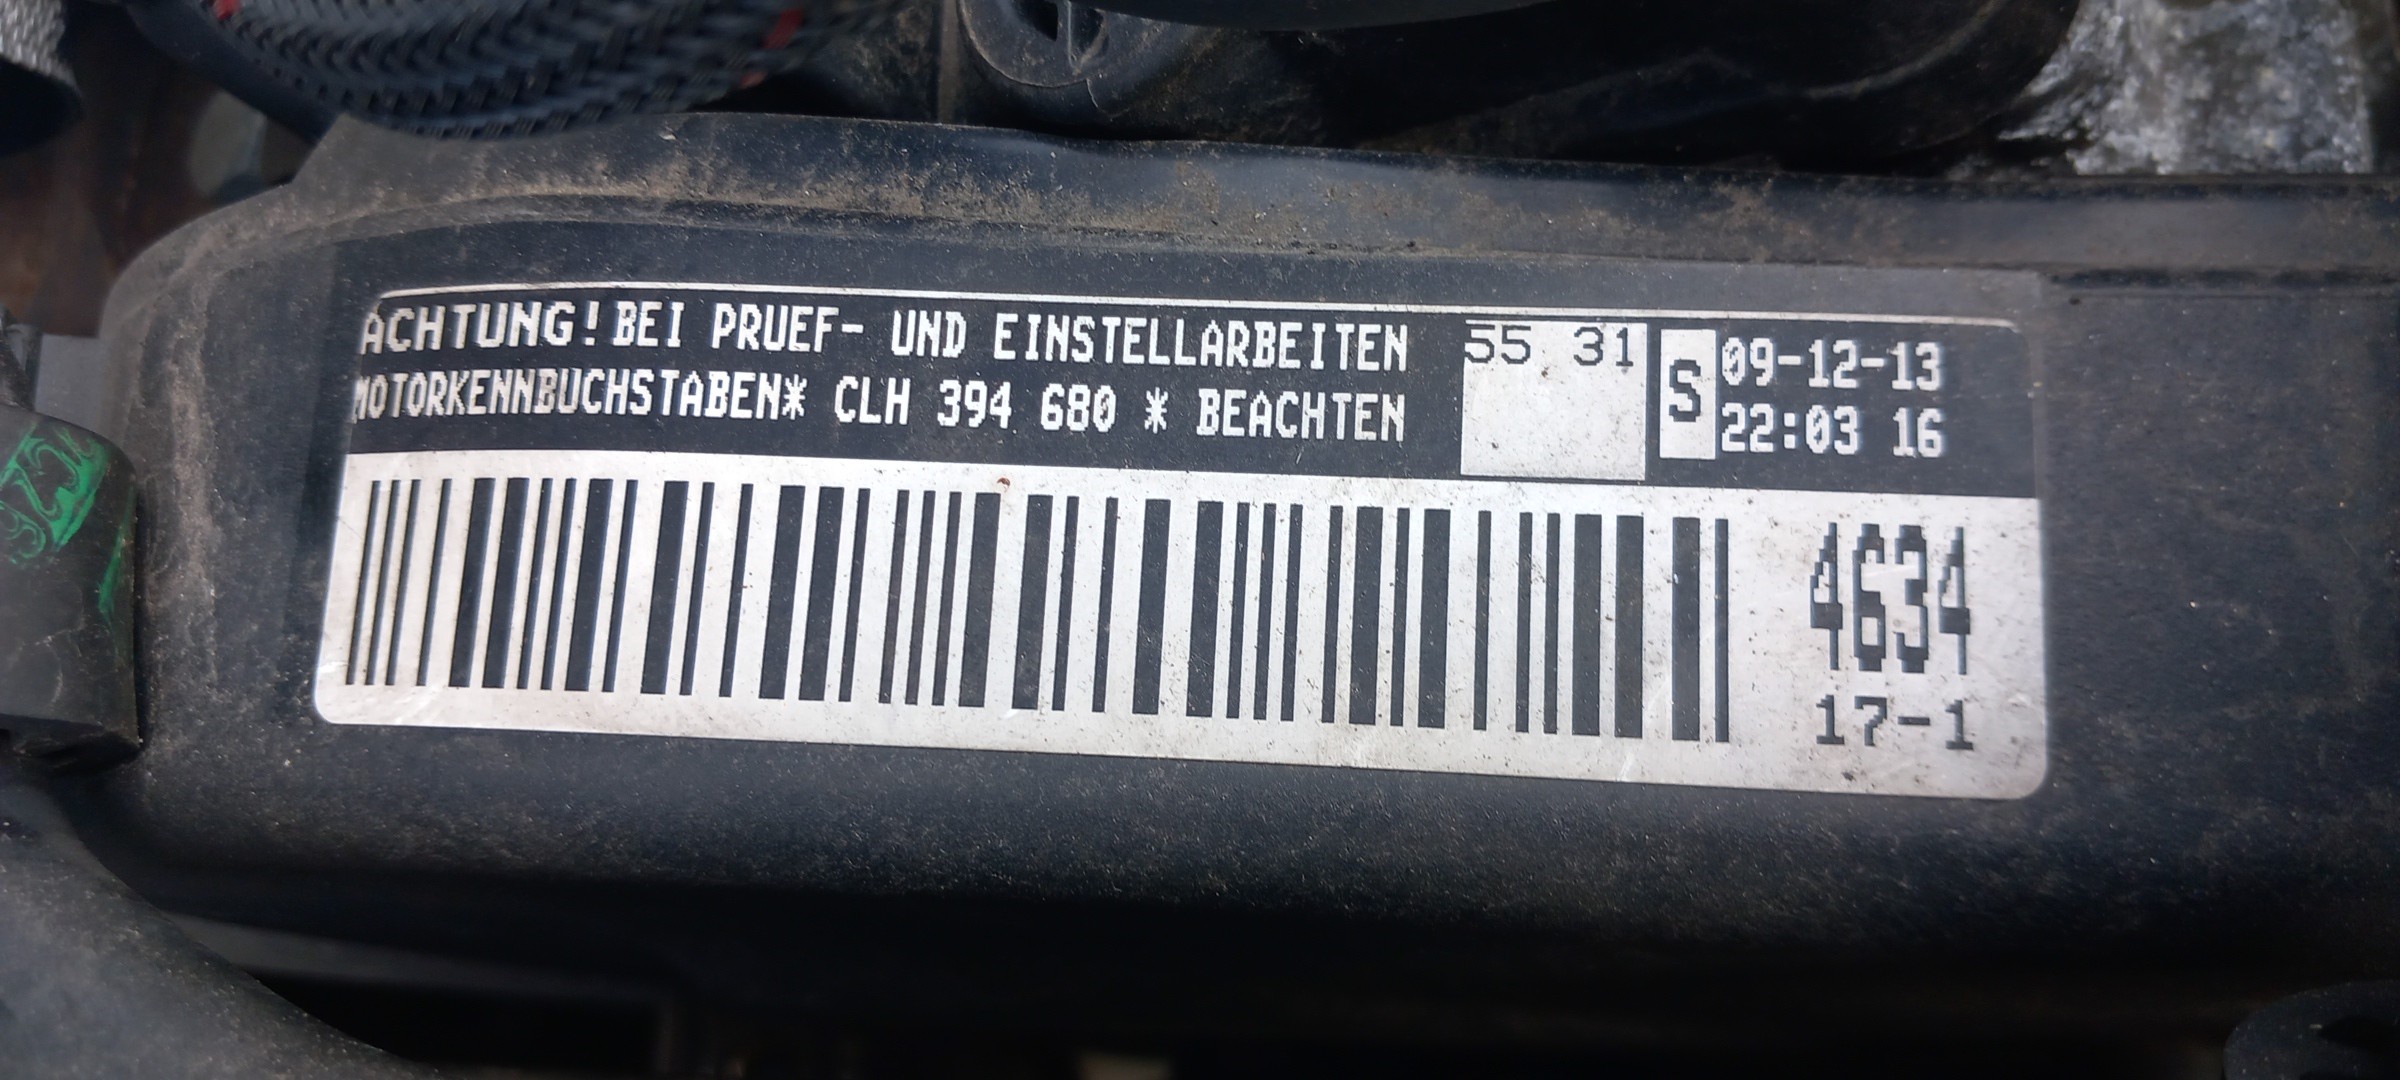 ACHTUNG! BEI PRUEF- UND EINSTELLARBEITEN
MOTORKENNBUCHSTABEN* CLH 394 680 * BEACHTEN
55 31
S
09-12-13
22:03 16
4634
17-1